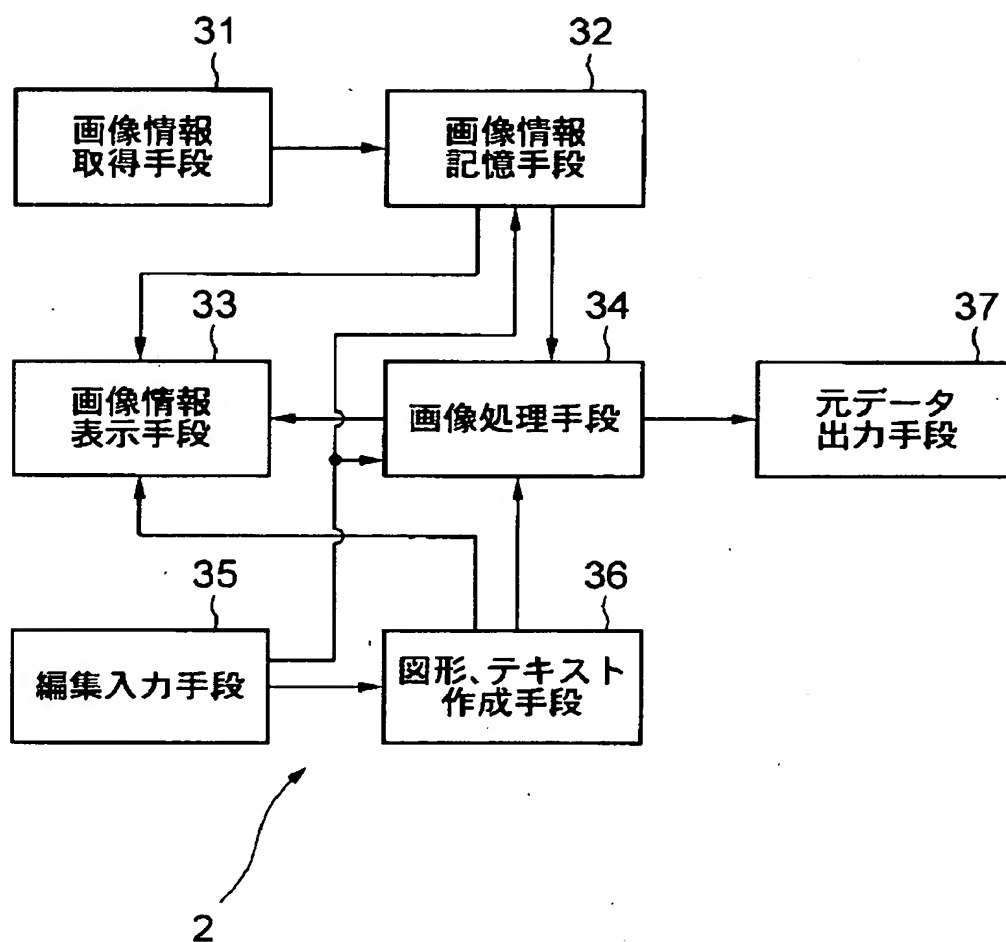 31
画像情報
取得手段
32
画像情報
記憶手段
33
画像情報
表示手段
34
画像処理手段
37
元データ
出力手段
35
編集入力手段
36
図形、テキスト
作成手段
2